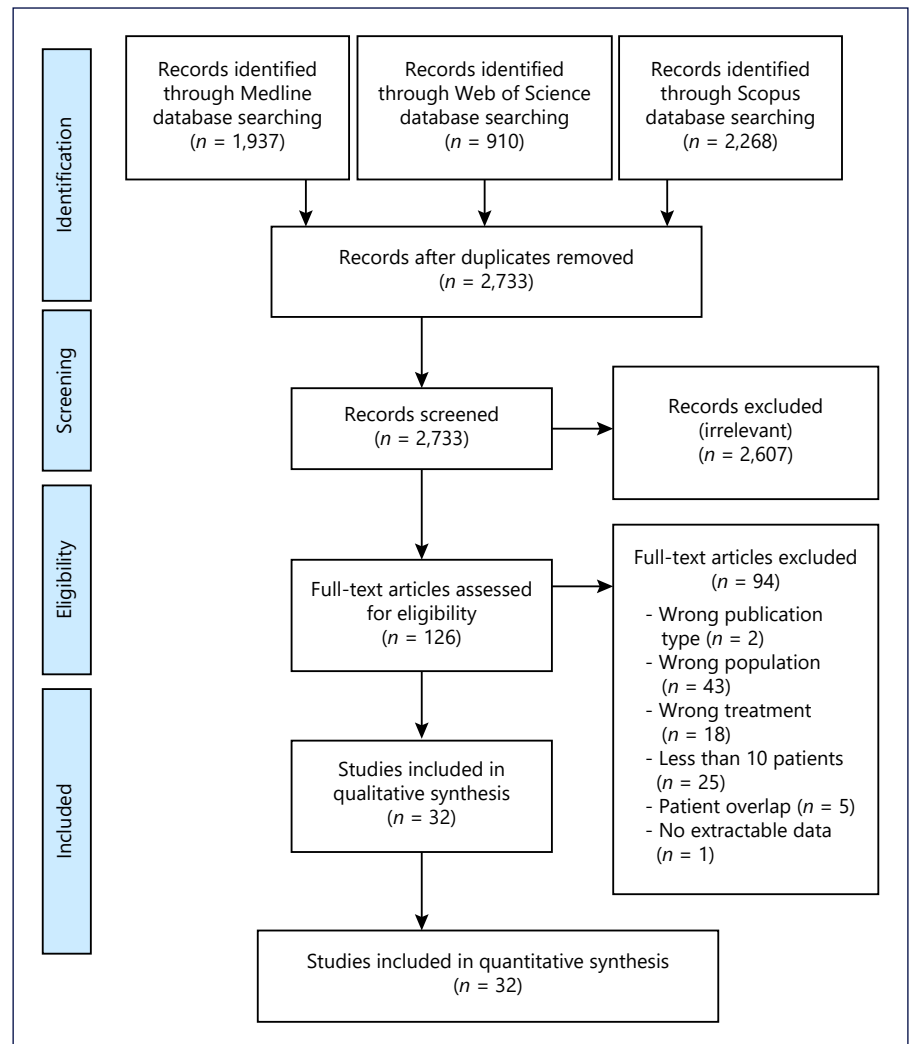 Identification
Records identified
through Medline
database searching
(n = 1,937)
Records identified
through Web of Science
database searching
(n = 910)
Records identified
through Scopus
database searching
(n = 2,268)
Records after duplicates removed
(n = 2,733)
Screening
Records screened
(n = 2,733)
Records excluded
(irrelevant)
(n = 2,607)
Eligibility
Full-text articles assessed
for eligibility
(n = 126)
Full-text articles excluded
(n = 94)
- Wrong publication
type (n = 2)
- Wrong population
(n = 43)
- Wrong treatment
(n = 18)
- Less than 10 patients
(n = 25)
- Patient overlap (n = 5)
- No extractable data
(n = 1)
Included
Studies included in
qualitative synthesis
(n = 32)
Studies included in quantitative synthesis
(n = 32)